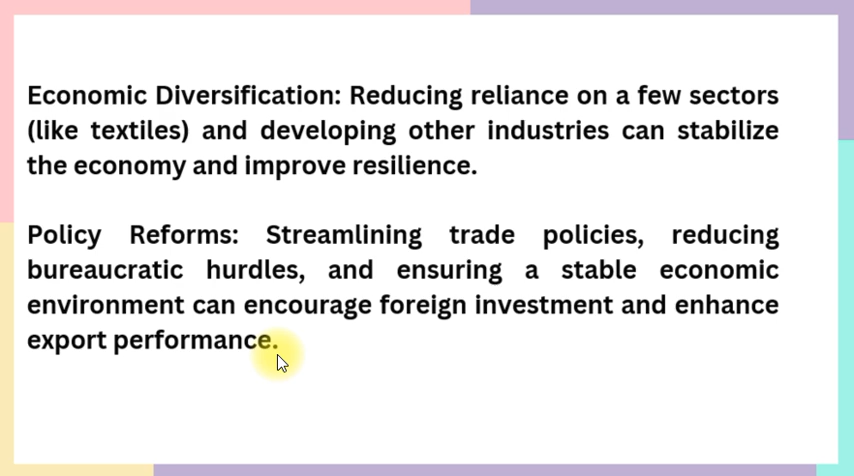 Economic Diversification: Reducing reliance on a few sectors
(like textiles) and developing other industries can stabilize
the economy and improve resilience.
Policy Reforms: Streamlining trade policies, reducing
bureaucratic hurdles, and ensuring a stable economic
environment can encourage foreign investment and enhance
export performance.